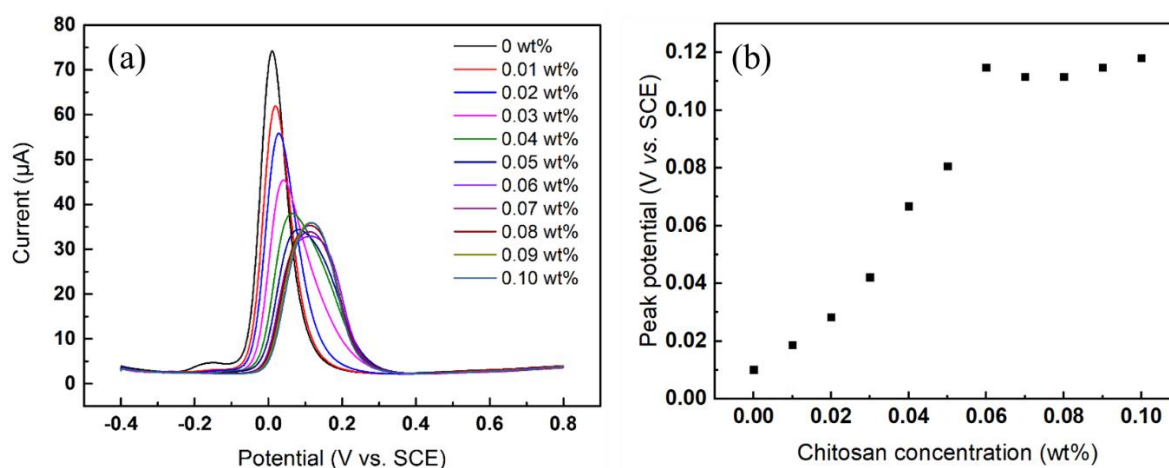 (a)
80
70
60
50
40
30
20
10
0
Current (µA)
-0.4 -0.2 0.0 0.2 0.4 0.6 0.8
Potential (V vs. SCE)
0 wt%
0.01 wt%
0.02 wt%
0.03 wt%
0.04 wt%
0.05 wt%
0.06 wt%
0.07 wt%
0.08 wt%
0.09 wt%
0.10 wt%
(b)
0.12
0.10
0.08
0.06
0.04
0.02
0.00
Peak potential (V vs. SCE)
0.00 0.02 0.04 0.06 0.08 0.10
Chitosan concentration (wt%)